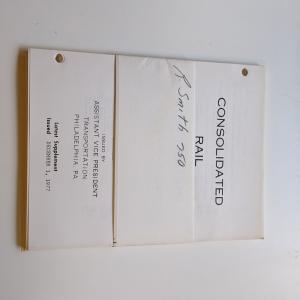 CONSOLIDATED
RAIL
R Smith 750
ISSUED BY
ASSISTANT VICE PRESIDENT
TRANSPORTATION
PHILADELPHIA, PA
Latest Supplement
Issued DECEMBER 1, 1977